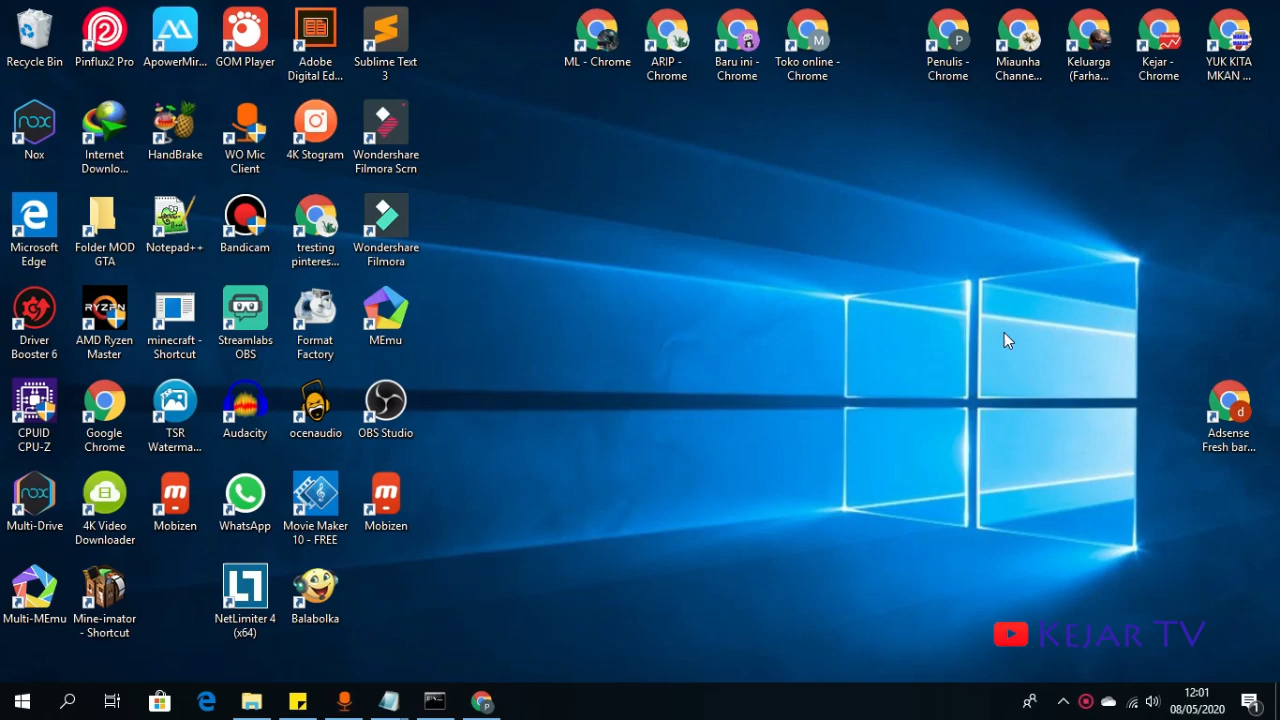 Recycle Bin
Pinflux2 Pro
ApowerMir...
GOM Player
Adobe
Digital Ed...
Sublime Text
3
ML - Chrome
ARIP -
Chrome
Baru ini -
Chrome
Toko online -
Chrome
Penulis -
Chrome
Miaunha
Channe...
Keluarga
(Farha...
Kejar -
Chrome
YUK KITA
MKAN ...
Nox
Internet
Downlo...
HandBrake
WO Mic
Client
4K Stogram
Wondershare
Filmora Scrn
Microsoft
Edge
Folder MOD
GTA
Notepad++
Bandicam
tresting
pinteres...
Wondershare
Filmora
Driver
Booster 6
AMD Ryzen
Master
minecraft -
Shortcut
Streamlabs
OBS
Format
Factory
MEmu
CPUID
CPU-Z
Google
Chrome
TSR
Waterma...
Audacity
ocenaudio
OBS Studio
Adsense
Fresh bar...
Multi-Drive
4K Video
Downloader
Mobizen
WhatsApp
Movie Maker
10 - FREE
Mobizen
Multi-MEmu
Mine-imator
- Shortcut
NetLimiter 4
(x64)
Balabolka
KEJAR TV
12:01
08/05/2020